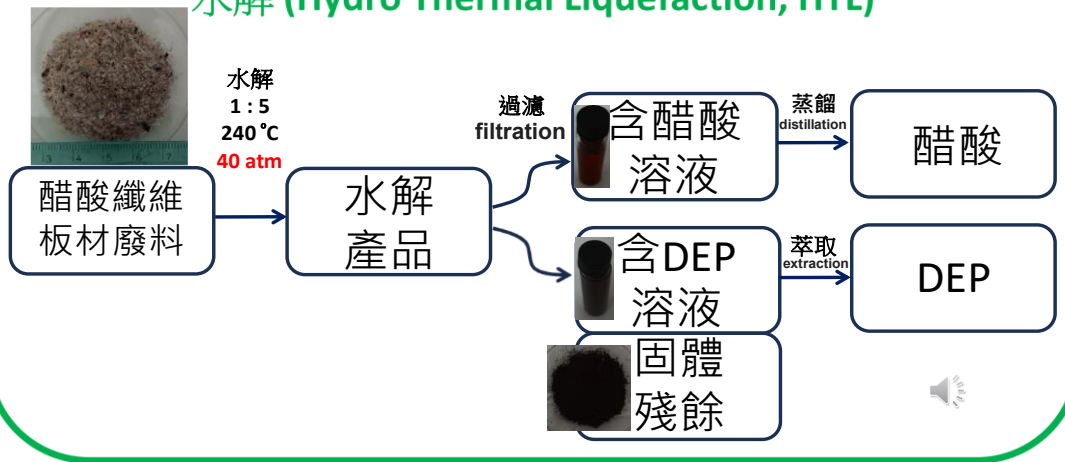 水解 (Hydro Thermal Liquefaction, HTL)
水解
1 : 5
240 ℃
40 atm
醋酸纖維
板材廢料
水解
產品
過濾
filtration
含醋酸
溶液
蒸餾
distillation
醋酸
含DEP
溶液
萃取
extraction
DEP
固體
殘餘